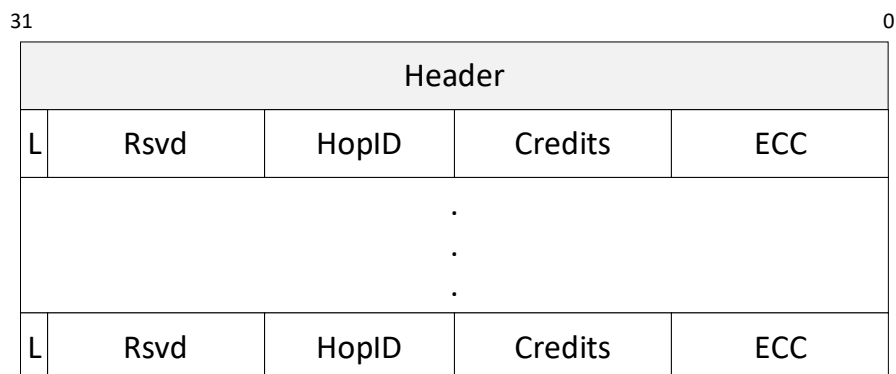 31 0
Header
L Rsvd HopID Credits ECC
.
.
.
L Rsvd HopID Credits ECC